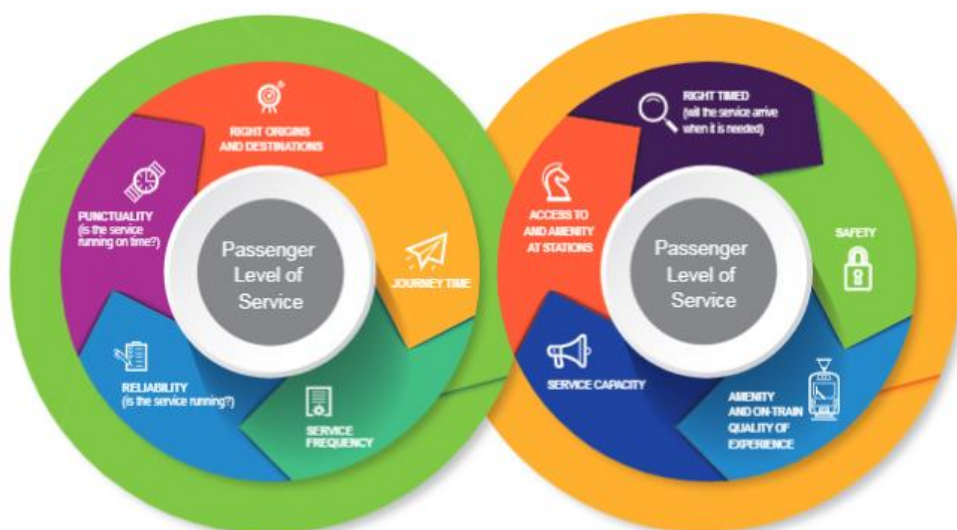 RIGHT ORIGINS
AND DESTINATIONS
JOURNEY TIME
SERVICE
FREQUENCY
RELIABILITY
(is the service running?)
PUNCTUALITY
(is the service
running on time?)
Passenger
Level of
Service
RIGHT TIMED
(will the service arrive
when it is needed)
SAFETY
AMENITY
AND ON-TRAIN
QUALITY OF
EXPERIENCE
SERVICE CAPACITY
ACCESS TO
AND AMENITY
AT STATIONS
Passenger
Level of
Service